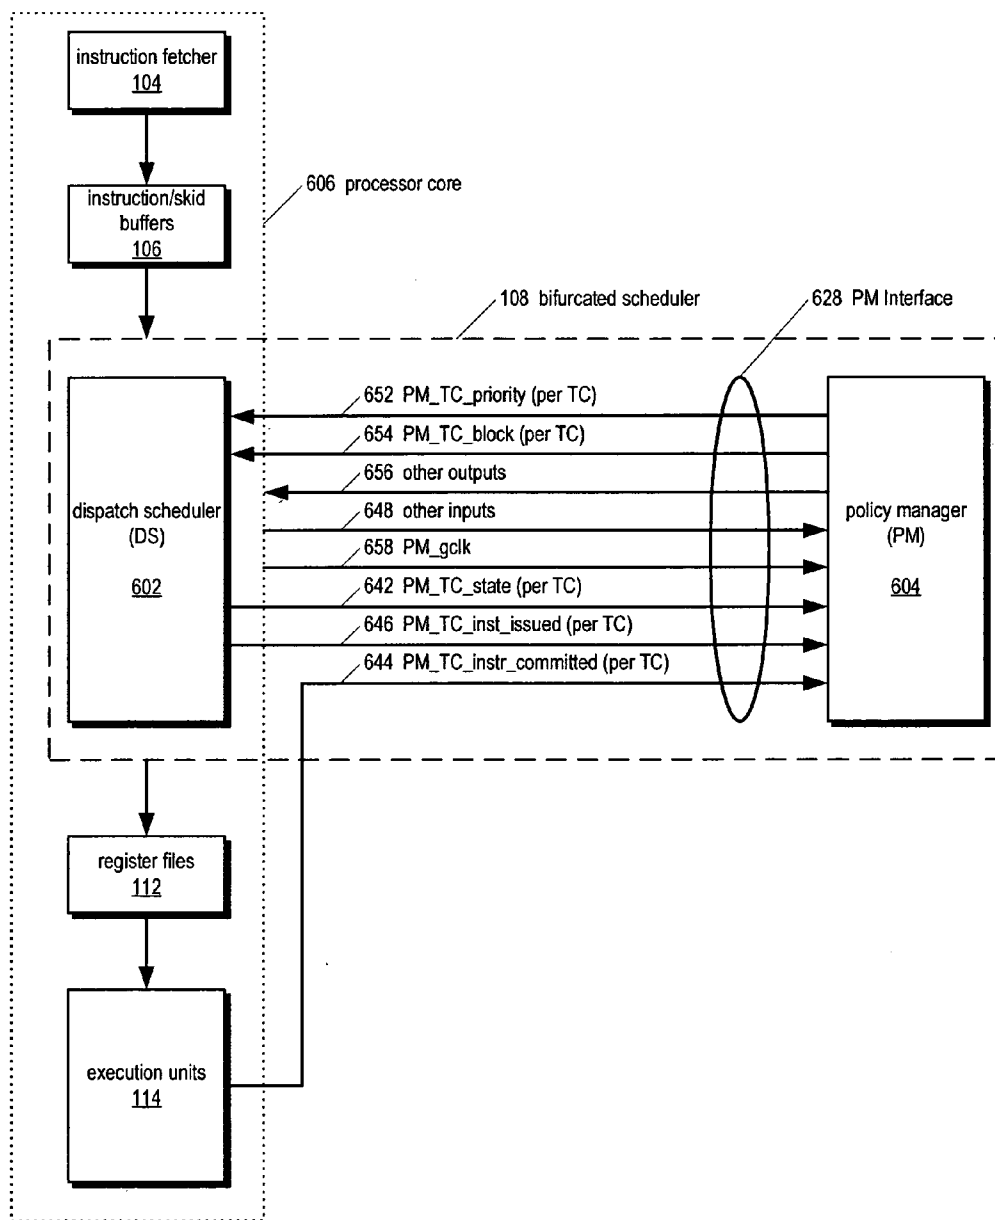 instruction fetcher
104
instruction/skid
buffers
106
606 processor core
108 bifurcated scheduler
628 PM Interface
652 PM_TC_priority (per TC)
654 PM_TC_block (per TC)
656 other outputs
648 other inputs
658 PM_gclk
642 PM_TC_state (per TC)
646 PM_TC_inst_issued (per TC)
644 PM_TC_instr_committed (per TC)
dispatch scheduler
(DS)
602
policy manager
(PM)
604
register files
112
execution units
114